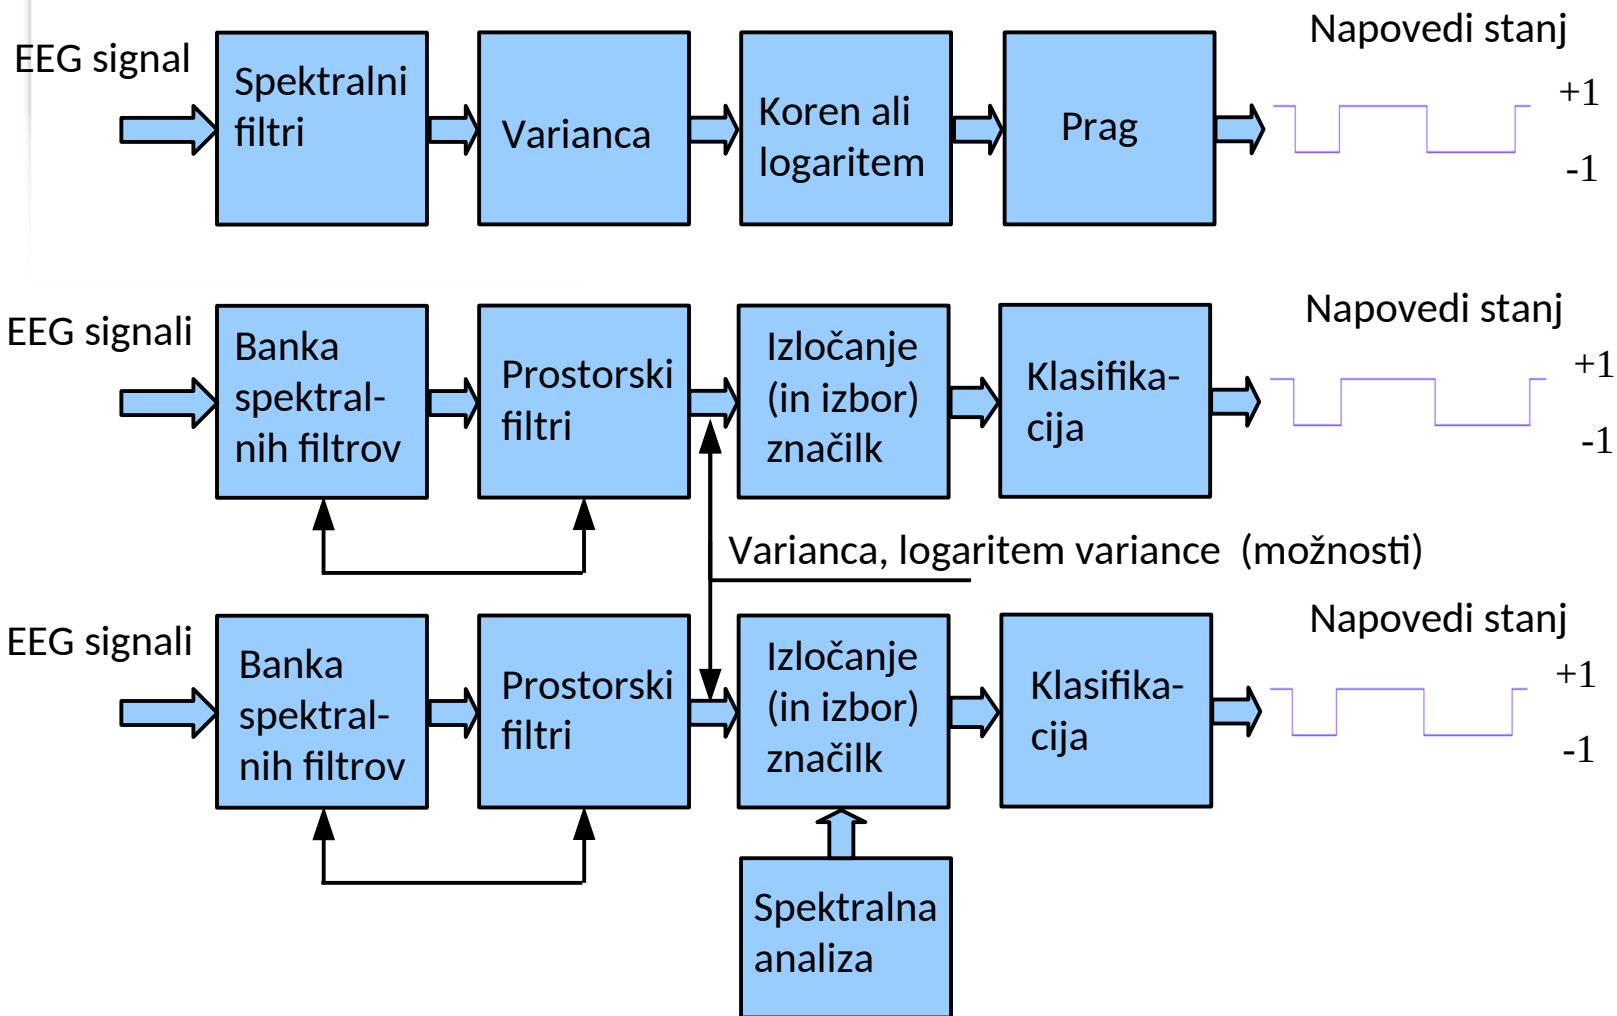 EEG signal
Spektralni
filtri
Varianca
Koren ali
logaritem
Prag
Napovedi stanj
+1
-1
EEG signali
Banka
spektral-
nih filtrov
Prostorski
filtri
Izločanje
(in izbor)
značilk
Klasifika-
cija
Napovedi stanj
+1
-1
Varianca, logaritem variance (možnosti)
EEG signali
Banka
spektral-
nih filtrov
Prostorski
filtri
Izločanje
(in izbor)
značilk
Klasifika-
cija
Napovedi stanj
+1
-1
Spektralna
analiza